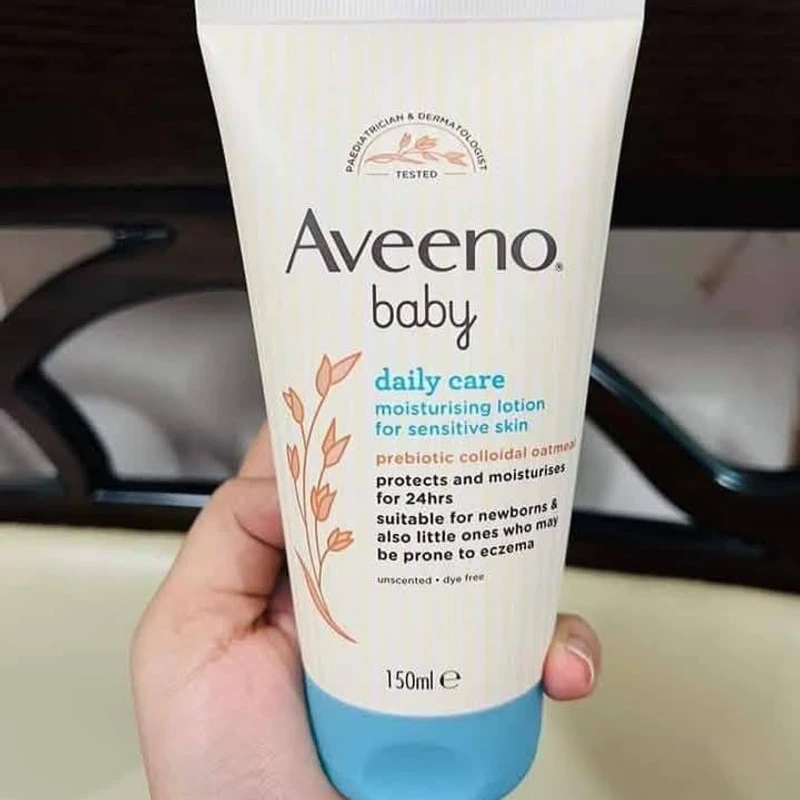 PAEDIATRICIAN & DERMATOLOGIST
TESTED
Aveeno®
baby
daily care
moisturising lotion
for sensitive skin
prebiotic colloidal oatmeal
protects and moisturises
for 24hrs
suitable for newborns &
also little ones who may
be prone to eczema
unscented • dye free
150ml ℮